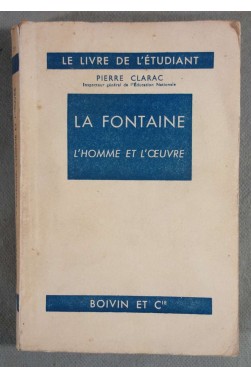 LE LIVRE DE L'ÉTUDIANT
PIERRE CLARAC
Inspecteur général de l'Éducation Nationale
LA FONTAINE
L'HOMME ET L'ŒUVRE
BOIVIN ET Cie